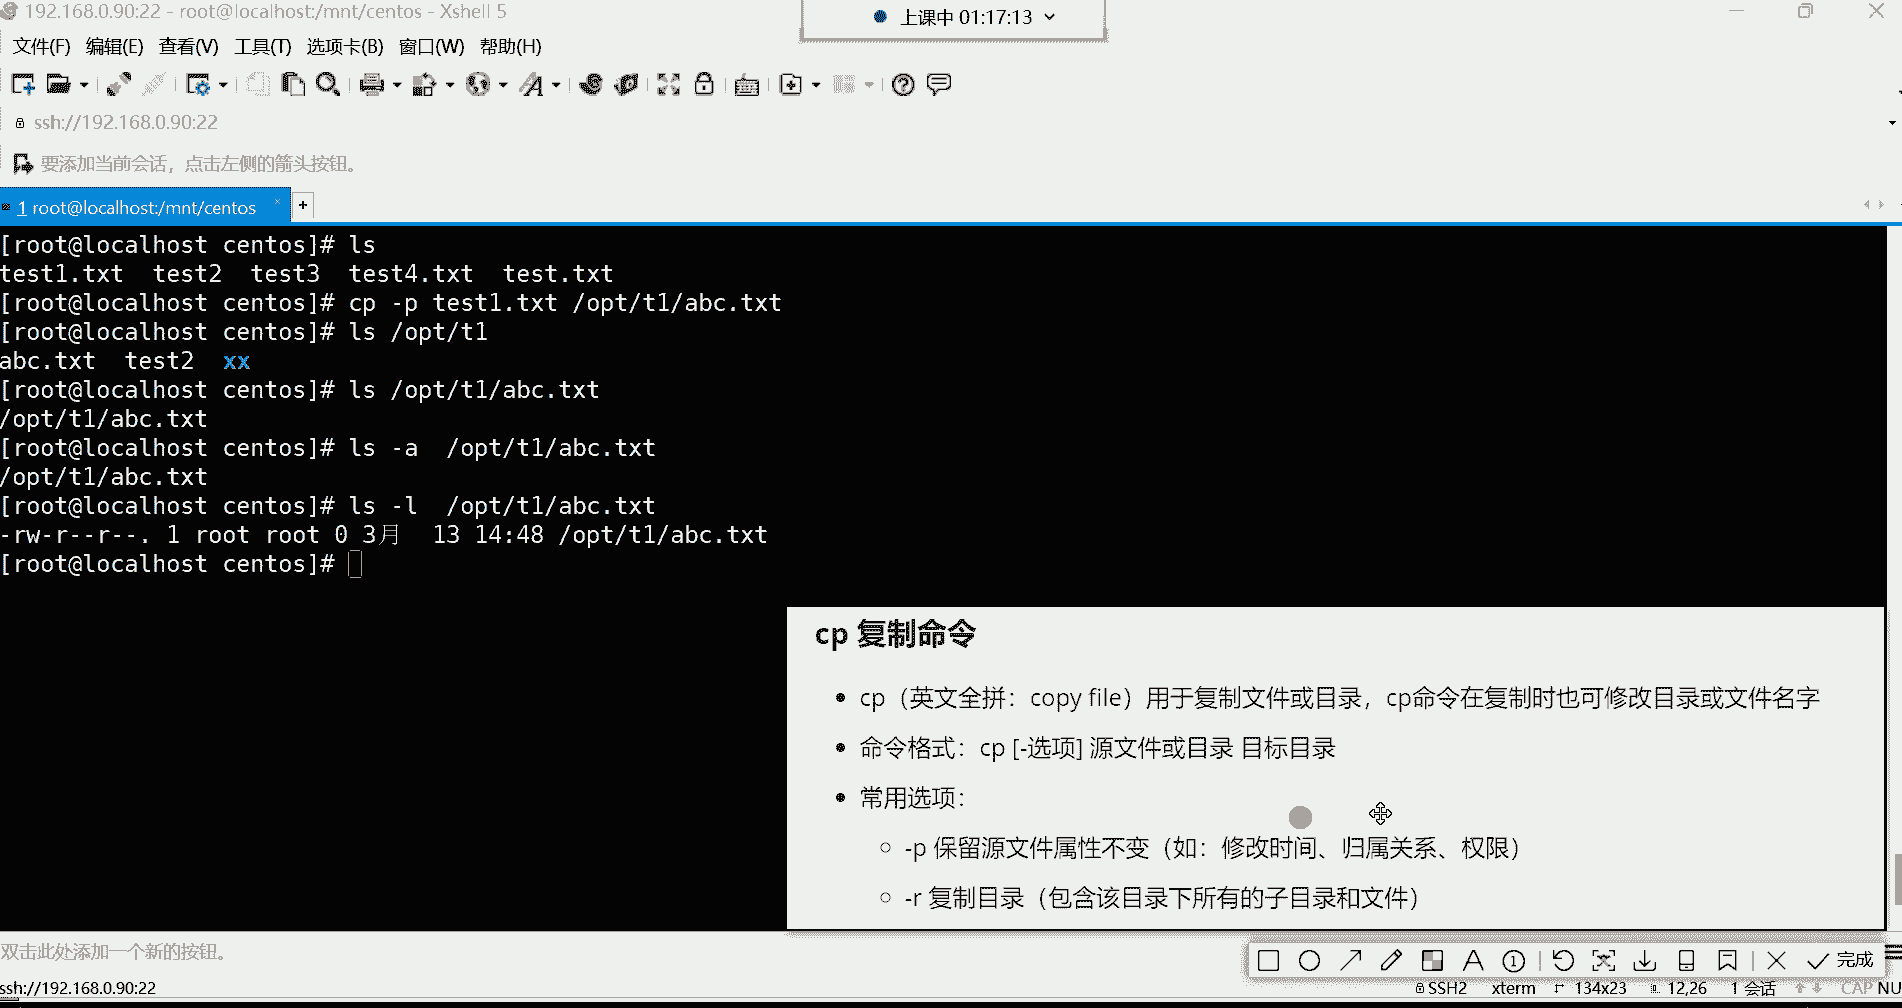 192.168.0.90:22 - root@localhost:/mnt/centos - Xshell 5
上课中 01:17:13
文件(F) 编辑(E) 查看(V) 工具(T) 选项卡(B) 窗口(W) 帮助(H)
ssh://192.168.0.90:22
要添加当前会话，点击左侧的箭头按钮。
1 root@localhost:/mnt/centos × +
[root@localhost centos]# ls
test1.txt  test2  test3  test4.txt  test.txt
[root@localhost centos]# cp -p test1.txt /opt/t1/abc.txt
[root@localhost centos]# ls /opt/t1
abc.txt  test2  xx
[root@localhost centos]# ls /opt/t1/abc.txt
/opt/t1/abc.txt
[root@localhost centos]# ls -a  /opt/t1/abc.txt
/opt/t1/abc.txt
[root@localhost centos]# ls -l  /opt/t1/abc.txt
-rw-r--r--. 1 root root 0 3月  13 14:48 /opt/t1/abc.txt
[root@localhost centos]#
cp 复制命令
cp（英文全拼：copy file）用于复制文件或目录，cp命令在复制时也可修改目录或文件名字
命令格式：cp [-选项] 源文件或目录 目标目录
常用选项：
-p 保留源文件属性不变（如：修改时间、归属关系、权限）
-r 复制目录（包含该目录下所有的子目录和文件）
双击此处添加一个新的按钮。
完成
ssh://192.168.0.90:22
SSH2 xterm 134x23 12,26 1 会话 CAP NU